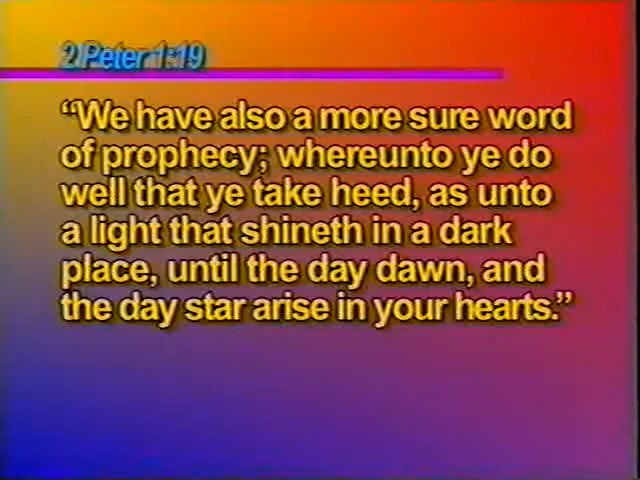 2 Peter 1:19
“We have also a more sure word
of prophecy; whereunto ye do
well that ye take heed, as unto
a light that shineth in a dark
place, until the day dawn, and
the day star arise in your hearts.”